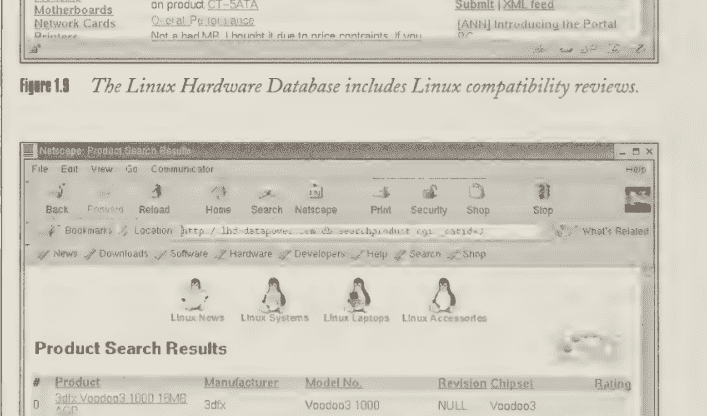 on product CT-5ATA
Submit | XML feed
Motherboards
Network Cards
[ANN] Introducing the Portal
Not a bad MB. I bought it due to price contraints. If you
Figure 1.9 The Linux Hardware Database includes Linux compatibility reviews.
Netscape: Product Search Results
File Edit View Go Communicator Help
Back Forward Reload Home Search Netscape Print Security Shop Stop
Bookmarks Location What's Related
News Downloads Software Hardware Developers Help Search Shop
Linux News Linux Systems Linux Laptops Linux Accessories
Product Search Results
# Product Manufacturer Model No. Revision Chipset Rating
0 3dfx Voodoo3 1000 16MB 3dfx Voodoo3 1000 NULL Voodoo3
AGP